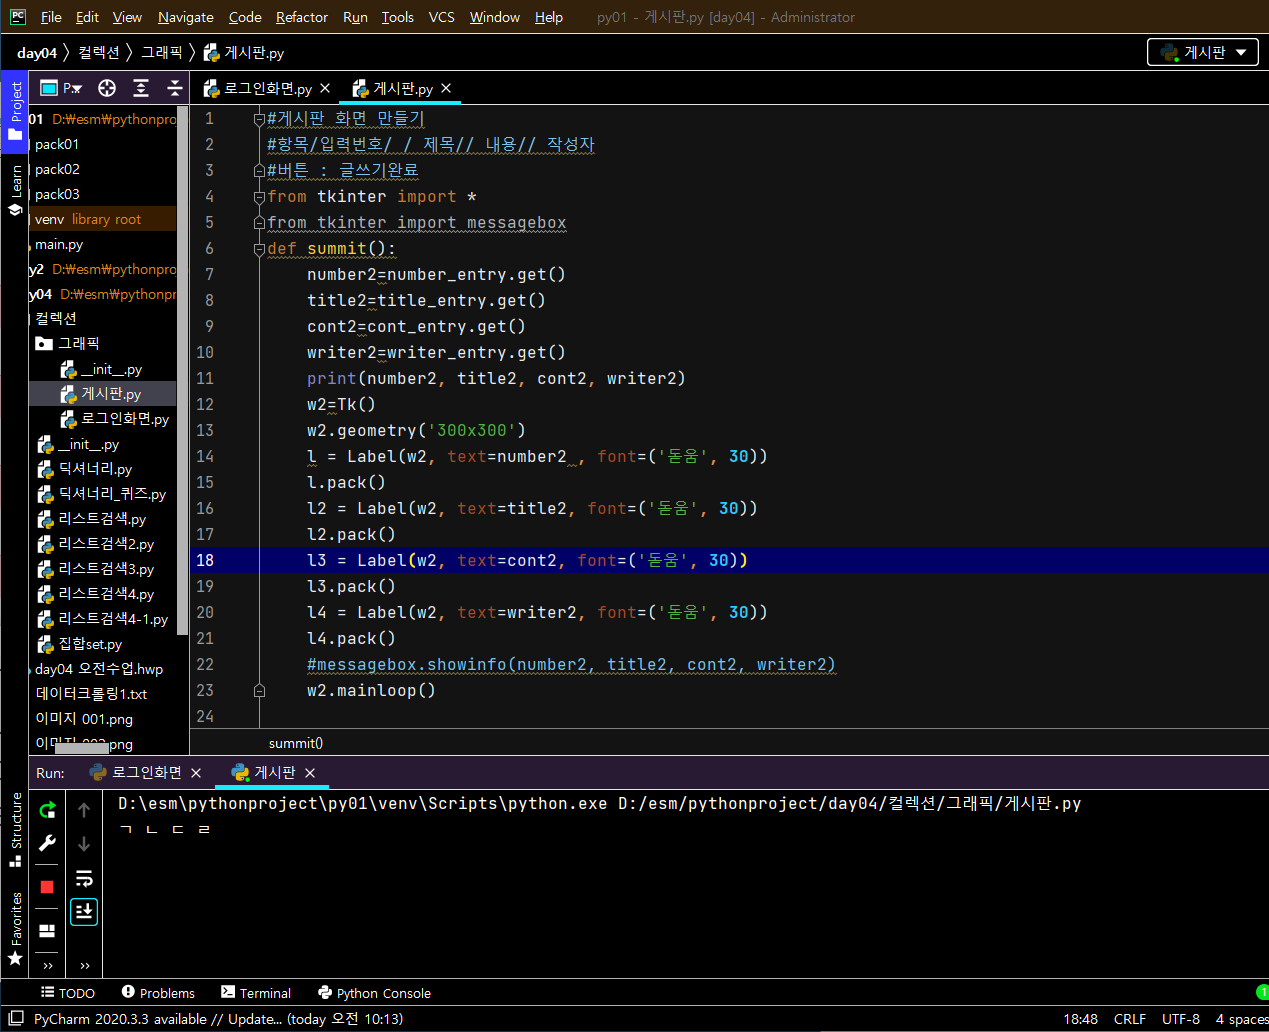 File Edit View Navigate Code Refactor Run Tools VCS Window Help py01 - 게시판.py [day04] - Administrator
day04 컬렉션 그래픽 게시판.py 게시판
P... 로그인화면.py 게시판.py
Project
Learn
Structure
Favorites
01 D:₩esm₩pythonpro
pack01
pack02
pack03
venv library root
main.py
y2 D:₩esm₩pythonpro
y04 D:₩esm₩pythonpr
컬렉션
그래픽
__init__.py
게시판.py
로그인화면.py
__init__.py
딕셔너리.py
딕셔너리_퀴즈.py
리스트검색.py
리스트검색2.py
리스트검색3.py
리스트검색4.py
리스트검색4-1.py
집합set.py
day04 오전수업.hwp
데이터크롤링1.txt
이미지 001.png
1 #게시판 화면 만들기
2 #항목/입력번호/ / 제목// 내용// 작성자
3 #버튼 : 글쓰기완료
4 from tkinter import *
5 from tkinter import messagebox
6 def summit():
7 number2=number_entry.get()
8 title2=title_entry.get()
9 cont2=cont_entry.get()
10 writer2=writer_entry.get()
11 print(number2, title2, cont2, writer2)
12 w2=Tk()
13 w2.geometry('300x300')
14 l = Label(w2, text=number2 , font=('돋움', 30))
15 l.pack()
16 l2 = Label(w2, text=title2, font=('돋움', 30))
17 l2.pack()
18 l3 = Label(w2, text=cont2, font=('돋움', 30))
19 l3.pack()
20 l4 = Label(w2, text=writer2, font=('돋움', 30))
21 l4.pack()
22 #messagebox.showinfo(number2, title2, cont2, writer2)
23 w2.mainloop()
24
summit()
Run: 로그인화면 게시판
D:\esm\pythonproject\py01\venv\Scripts\python.exe D:/esm/pythonproject/day04/컬렉션/그래픽/게시판.py
ㄱ ㄴ ㄷ ㄹ
TODO Problems Terminal Python Console 1
PyCharm 2020.3.3 available // Update... (today 오전 10:13) 18:48 CRLF UTF-8 4 spaces